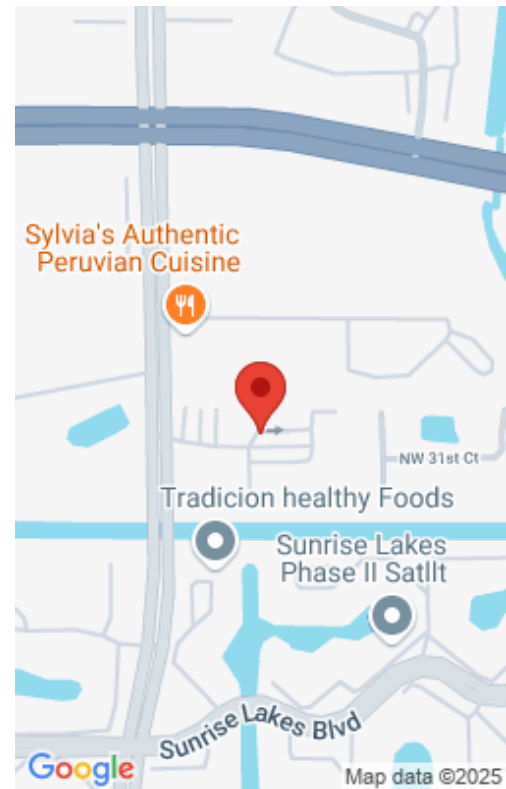 Sylvia's Authentic
Peruvian Cuisine
NW 31st Ct
Tradicion healthy Foods
Sunrise Lakes
Phase II Satllt
Sunrise Lakes Blvd
Google
Map data ©2025